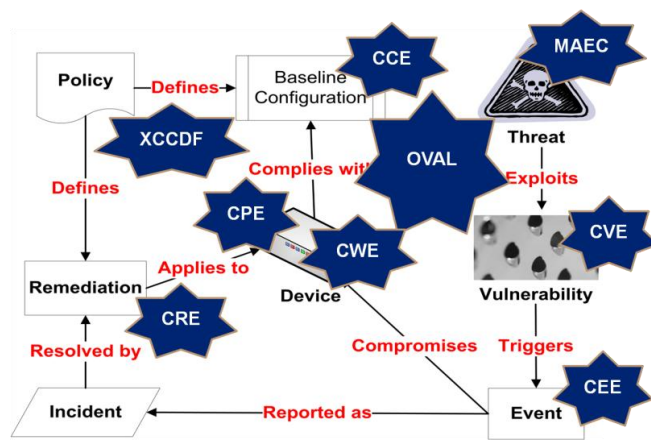 Policy
Defines
Baseline
Configuration
CCE
MAEC
XCCDF
Threat
Defines
Complies with
OVAL
Exploits
CPE
CWE
CVE
Remediation
Applies to
Device
Vulnerability
CRE
Resolved by
Compromises
Triggers
CEE
Incident
Reported as
Event